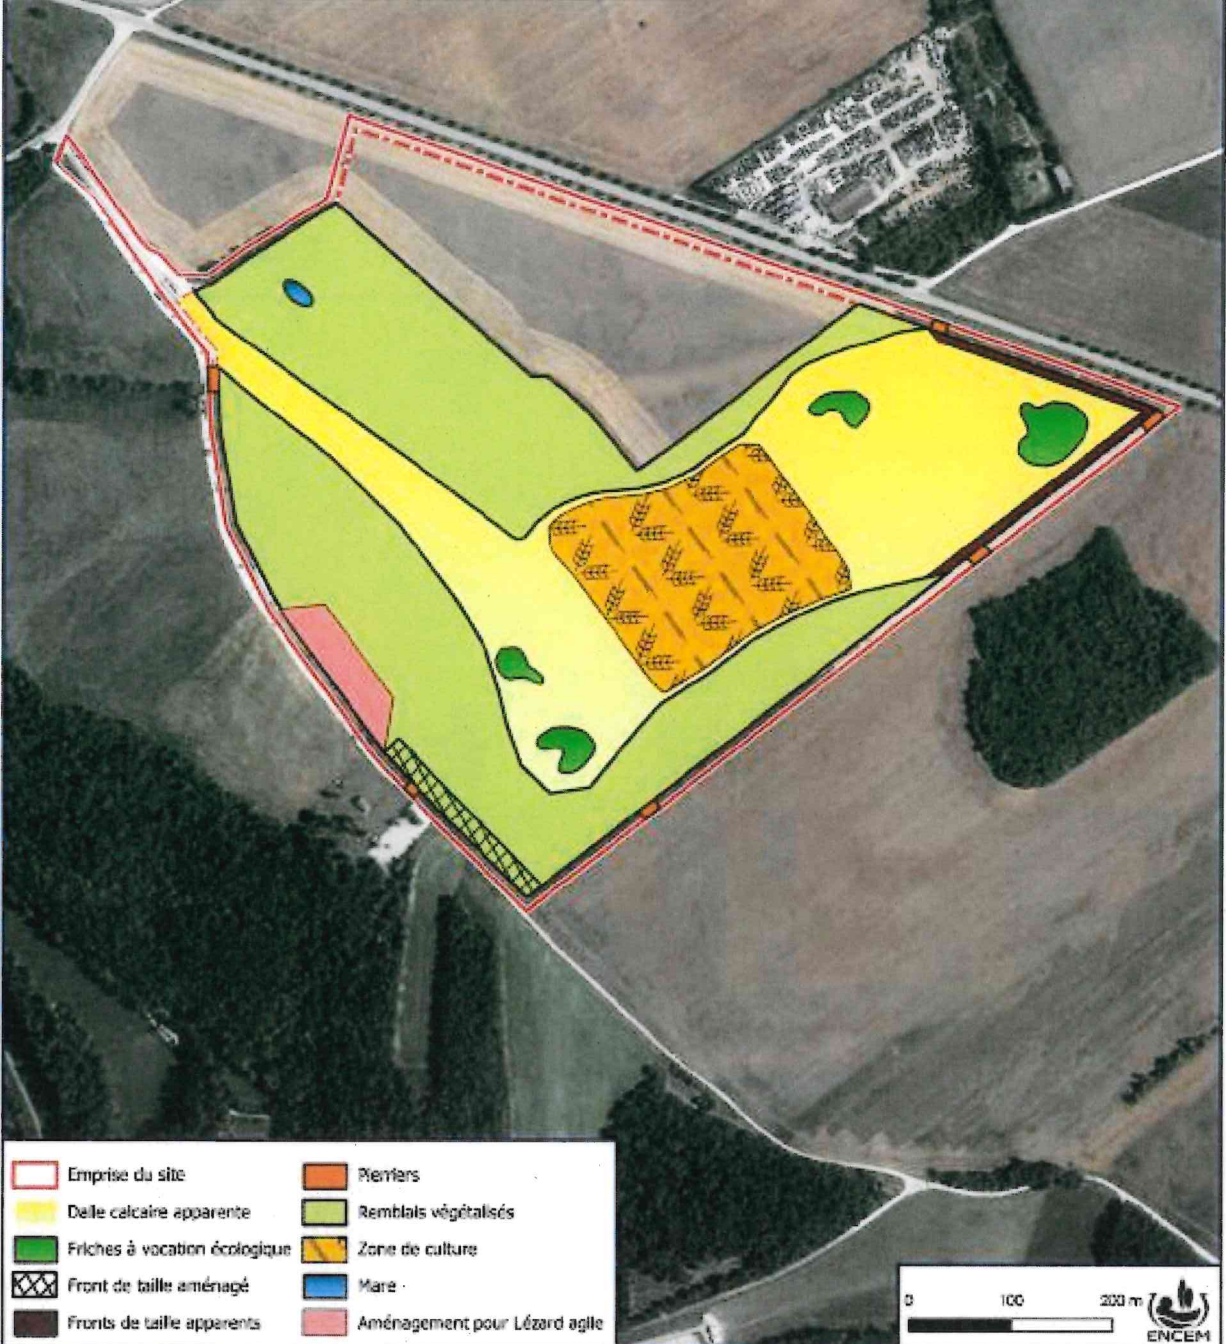 Emprise du site
Dalle calcaire apparente
Friches à vocation écologique
Front de taille aménagé
Fronts de taille apparents
Pierriers
Remblais végétalisés
Zone de culture
Mare
Aménagement pour Lézard agile
0 100 200 m
ENCEM